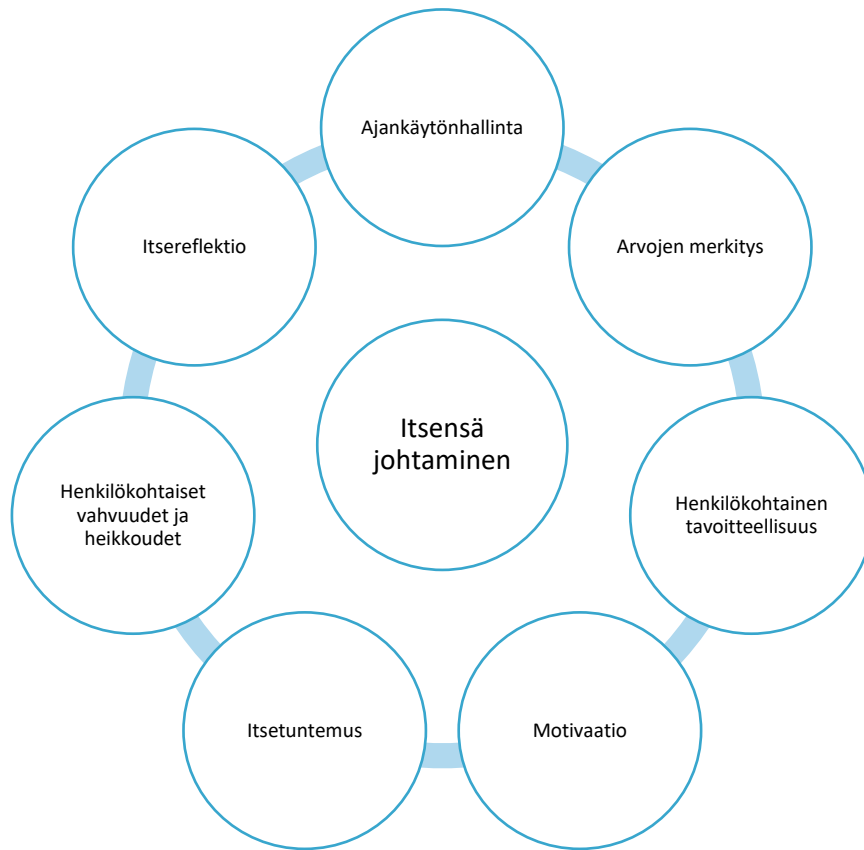 Ajankäytönhallinta
Arvojen merkitys
Henkilökohtainen
tavoitteellisuus
Motivaatio
Itsetuntemus
Henkilökohtaiset
vahvuudet ja
heikkoudet
Itsereflektio
Itsensä
johtaminen